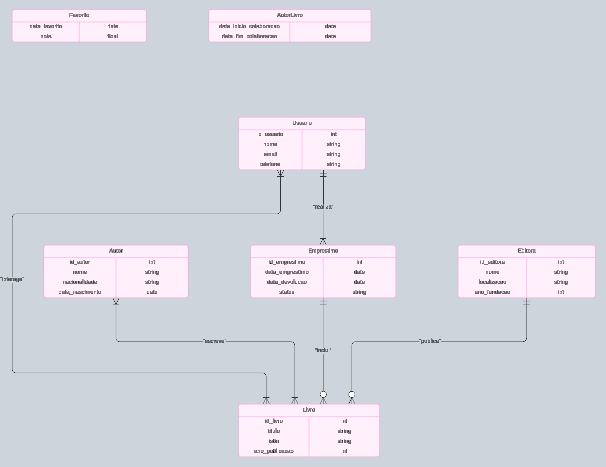 Favorito
data_favorito date
nota float
AutorLivro
data_inicio_colaboracao date
data_fim_colaboracao date
Usuario
id_usuario int
nome string
email string
telefone string
"realiza"
"interage"
Autor
id_autor int
nome string
nacionalidade string
data_nascimento date
Emprestimo
id_emprestimo int
data_emprestimo date
data_devolucao date
status string
Editora
id_editora int
nome string
localizacao string
ano_fundacao int
"escreve"
"inclui"
"publica"
Livro
id_livro int
titulo string
string
ano_publicacao int